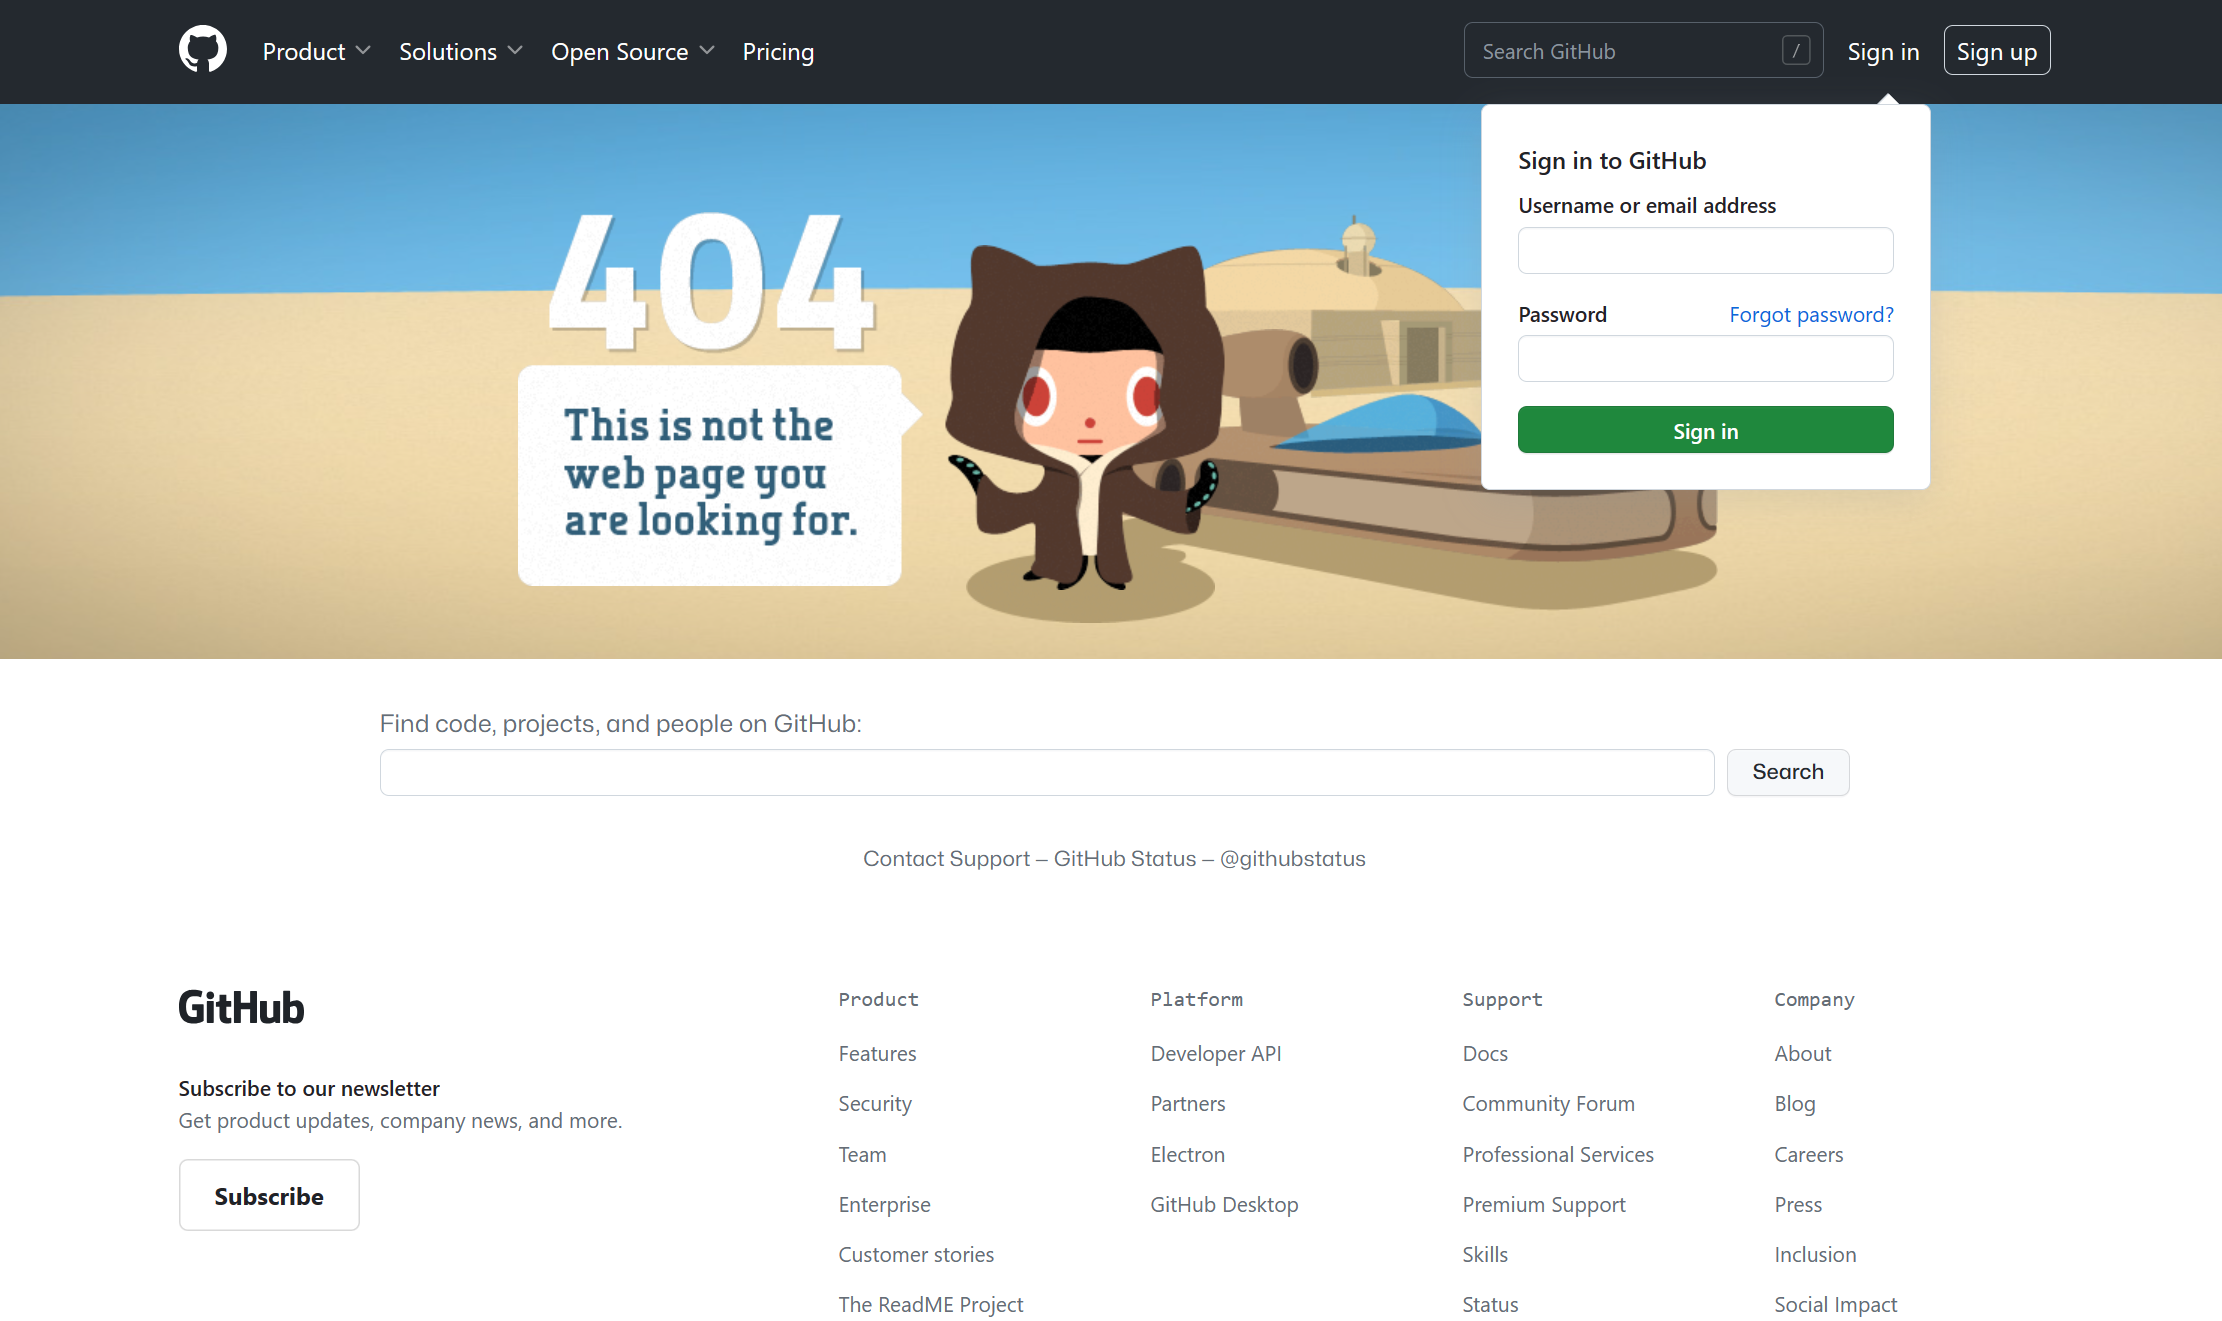 Product Solutions Open Source Pricing Search GitHub / Sign in Sign up
Sign in to GitHub
Username or email address
Password Forgot password?
Sign in
404
This is not the
web page you
are looking for.
Find code, projects, and people on GitHub:
Search
Contact Support — GitHub Status — @githubstatus
GitHub
Subscribe to our newsletter
Get product updates, company news, and more.
Subscribe
Product
Features
Security
Team
Enterprise
Customer stories
The ReadME Project
Platform
Developer API
Partners
Electron
GitHub Desktop
Support
Docs
Community Forum
Professional Services
Premium Support
Skills
Status
Company
About
Blog
Careers
Press
Inclusion
Social Impact